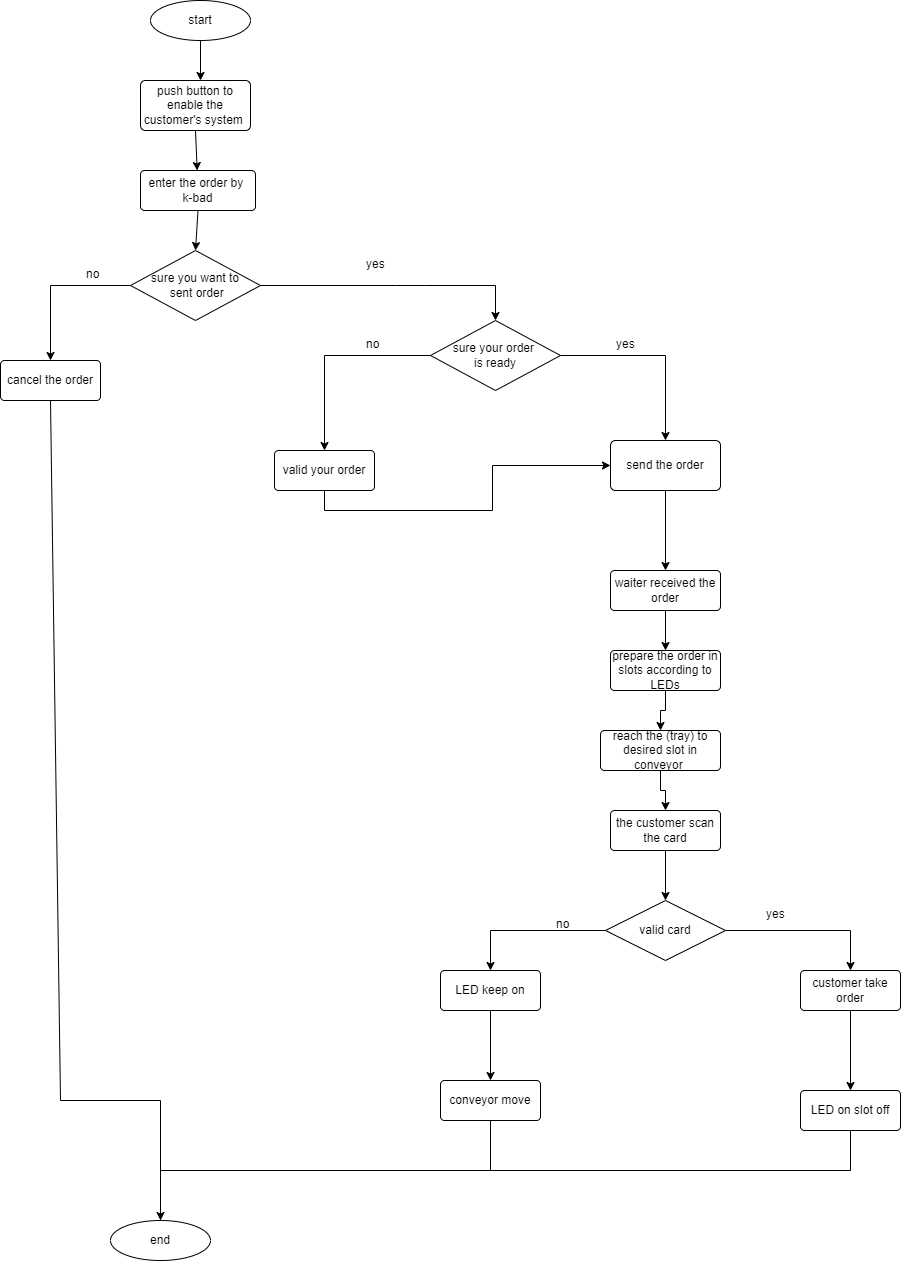 start
push button to
enable the
customer's system
enter the order by
k-bad
sure you want to
sent order
no
yes
sure your order
is ready
no
yes
cancel the order
valid your order
send the order
waiter received the
order
prepare the order in
slots according to
LEDs
reach the (tray) to
desired slot in
conveyor
the customer scan
the card
valid card
no
yes
LED keep on
customer take
order
conveyor move
LED on slot off
end